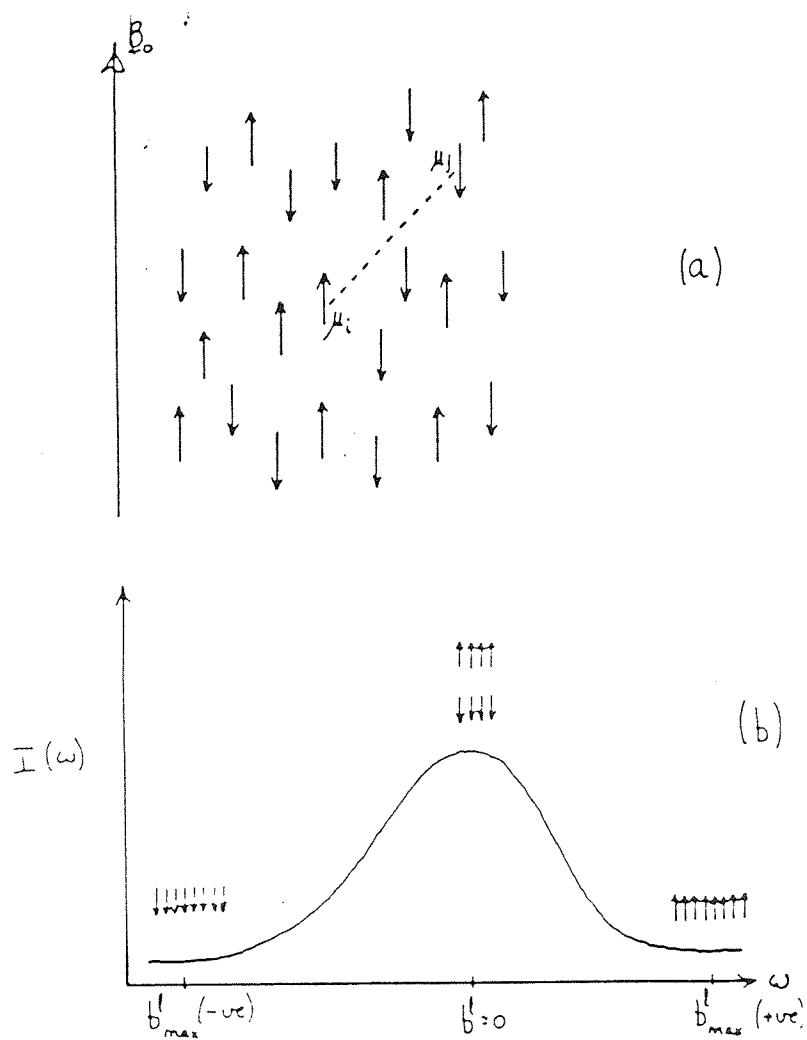 B₀
μⱼ
(a)
μᵢ
(b)
I(ω)
b'max (-ve)
b'=0
b'max (+ve)
ω